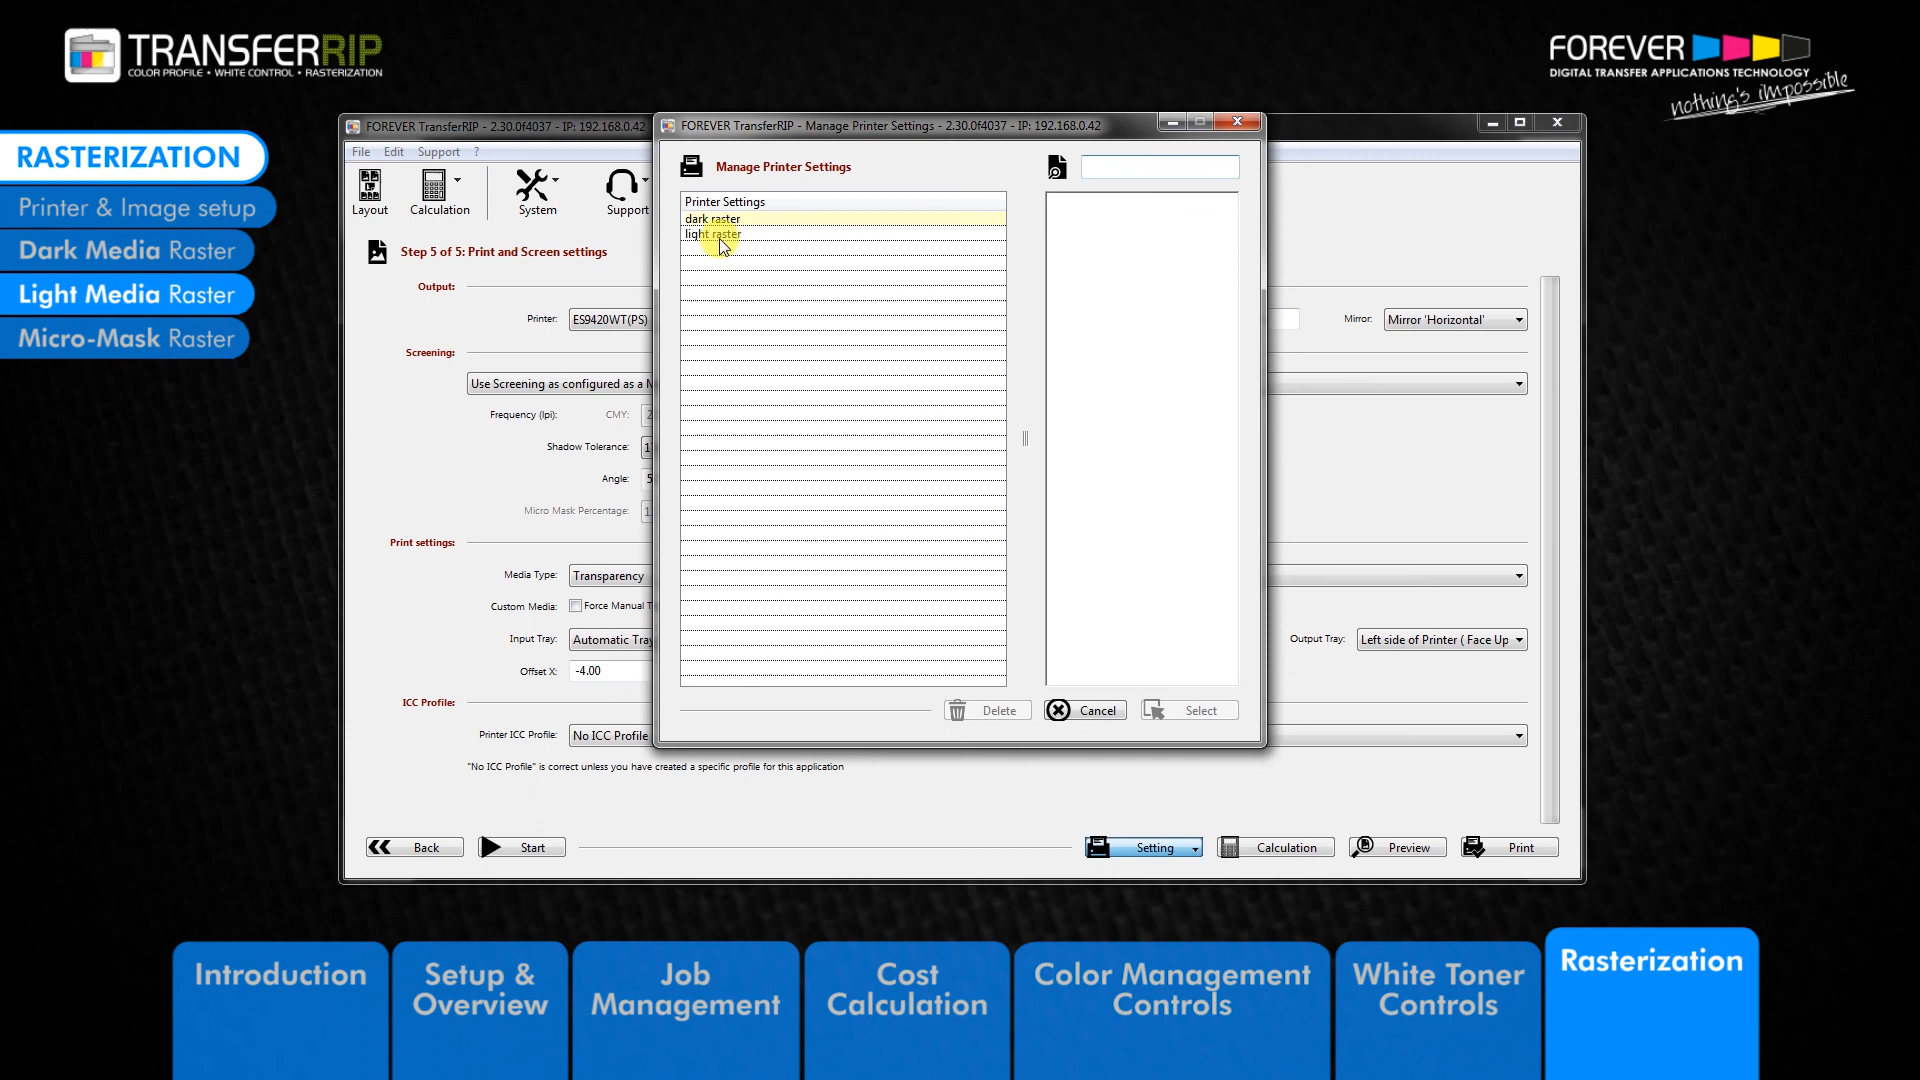 TRANSFERRIP
COLOR PROFILE • WHITE CONTROL • RASTERIZATION
FOREVER
DIGITAL TRANSFER APPLICATIONS TECHNOLOGY
nothing's impossible
RASTERIZATION
Printer & Image setup
Dark Media Raster
Light Media Raster
Micro-Mask Raster
FOREVER TransferRIP - 2.30.0f4037 - IP: 192.168.0.42
File Edit Support ?
Layout Calculation System Support
Step 5 of 5: Print and Screen settings
Output:
Printer: ES9420WT(PS) Mirror: Mirror 'Horizontal'
Screening:
Use Screening as configured as a
Frequency (lpi): CMY:
Shadow Tolerance:
Angle:
Micro Mask Percentage:
Print settings:
Media Type: Transparency
Custom Media: Force Manual
Input Tray: Automatic Tray Output Tray: Left side of Printer ( Face Up
Offset X: -4.00
ICC Profile:
Printer ICC Profile: No ICC Profile
"No ICC Profile" is correct unless you have created a specific profile for this application
Back Start Setting Calculation Preview Print
FOREVER TransferRIP - Manage Printer Settings - 2.30.0f4037 - IP: 192.168.0.42
Manage Printer Settings
Printer Settings
dark raster
light raster
Delete Cancel Select
Introduction
Setup &
Overview
Job
Management
Cost
Calculation
Color Management
Controls
White Toner
Controls
Rasterization